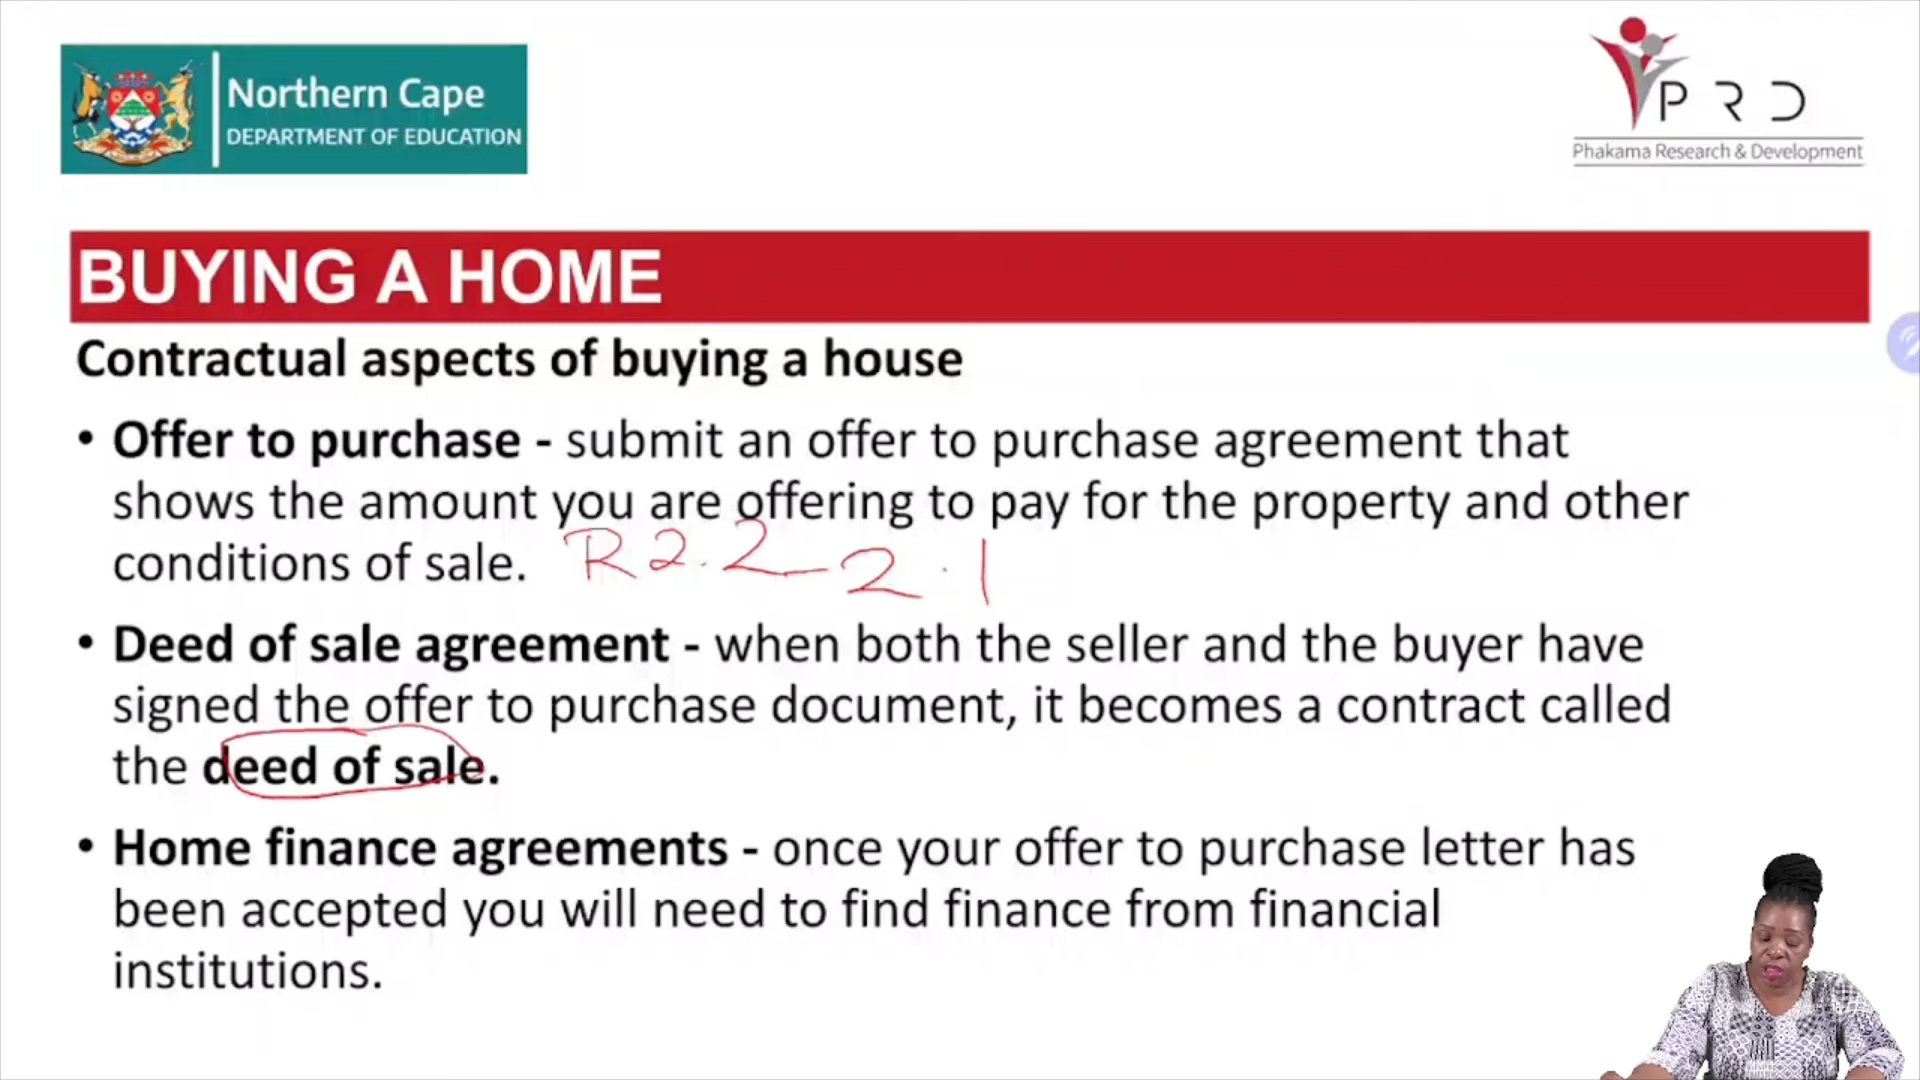 Northern Cape
DEPARTMENT OF EDUCATION
PRD
Phakama Research & Development
BUYING A HOME
Contractual aspects of buying a house
• Offer to purchase - submit an offer to purchase agreement that
shows the amount you are offering to pay for the property and other
conditions of sale.
R2.2 2.1
• Deed of sale agreement - when both the seller and the buyer have
signed the offer to purchase document, it becomes a contract called
the deed of sale.
• Home finance agreements - once your offer to purchase letter has
been accepted you will need to find finance from financial
institutions.